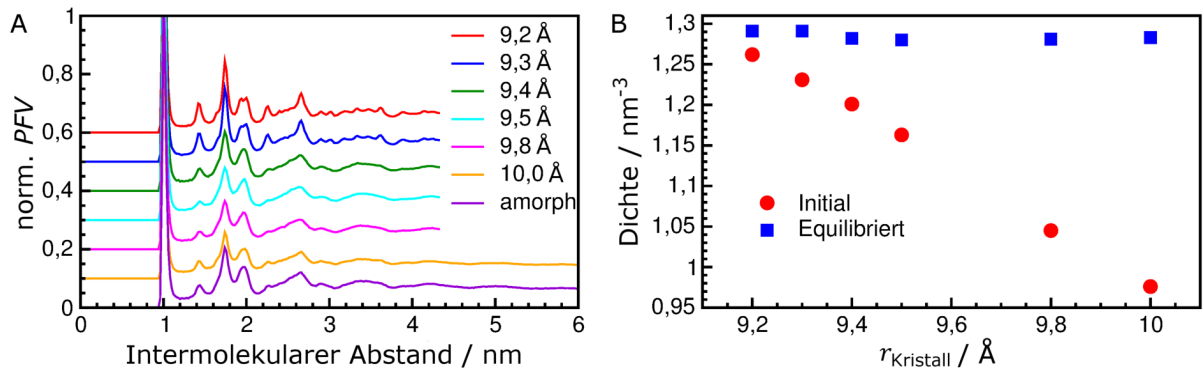 A
norm. PFV
1
0,8
0,6
0,4
0,2
0
0
1
2
3
4
5
6
Intermolekularer Abstand / nm
9,2 Å
9,3 Å
9,4 Å
9,5 Å
9,8 Å
10,0 Å
amorph
B
Dichte / nm⁻³
1,3
1,25
1,2
1,15
1,1
1,05
1
0,95
9,2
9,4
9,6
9,8
10
rKristall / Å
Initial
Equilibriert